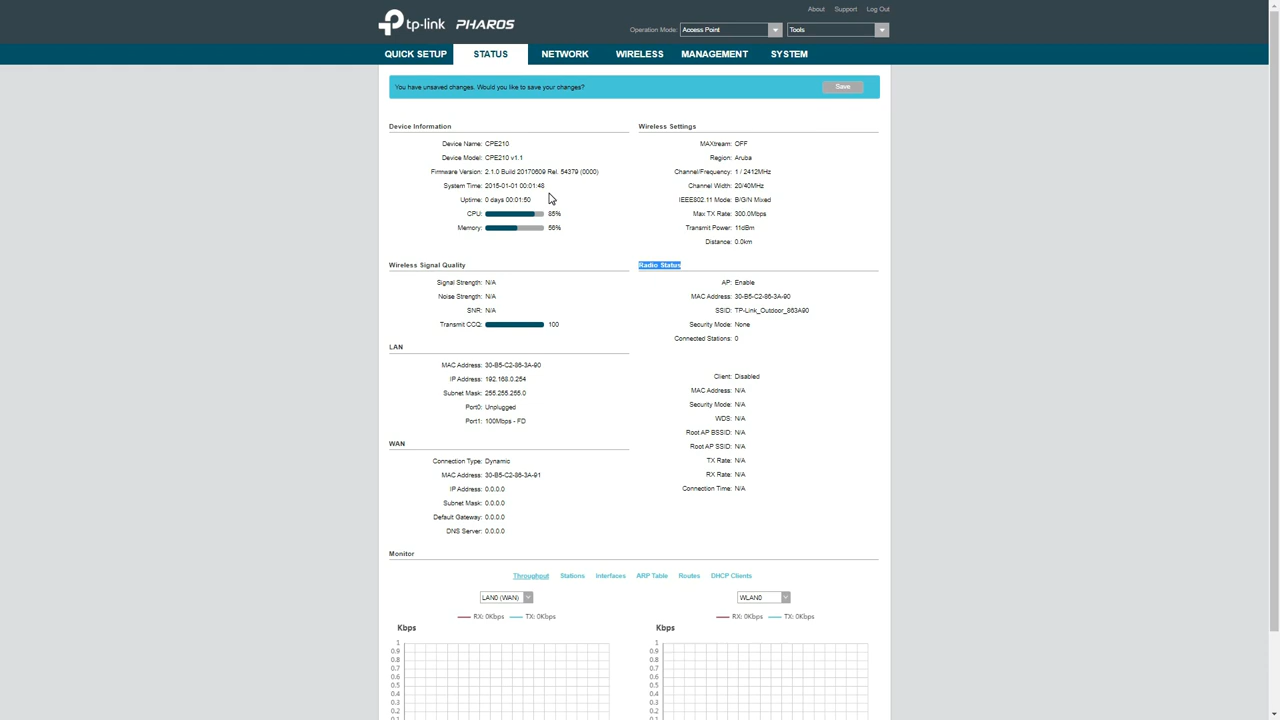 About Support Log Out
tp-link PHAROS
Operation Mode: Access Point Tools
QUICK SETUP STATUS NETWORK WIRELESS MANAGEMENT SYSTEM
You have unsaved changes. Would you like to save your changes? Save
Device Information
Device Name: CPE210
Device Model: CPE210 v1.1
Firmware Version: 2.1.0 Build 20170609 Rel. 54379 (0000)
System Time: 2015-01-01 00:01:48
Uptime: 0 days 00:01:50
CPU: 85%
Memory: 56%
Wireless Settings
MAXtream: OFF
Region: Aruba
Channel/Frequency: 1 / 2412MHz
Channel Width: 20/40MHz
IEEE802.11 Mode: B/G/N Mixed
Max TX Rate: 300.0Mbps
Transmit Power: 11dBm
Distance: 0.0km
Wireless Signal Quality
Signal Strength: N/A
Noise Strength: N/A
SNR: N/A
Transmit CCQ: 100
Radio Status
AP: Enable
MAC Address: 30-B5-C2-86-3A-90
SSID: TP-Link_Outdoor_863A90
Security Mode: None
Connected Stations: 0
Client: Disabled
MAC Address: N/A
Security Mode: N/A
WDS: N/A
Root AP BSSID: N/A
Root AP SSID: N/A
TX Rate: N/A
RX Rate: N/A
Connection Time: N/A
LAN
MAC Address: 30-B5-C2-86-3A-90
IP Address: 192.168.0.254
Subnet Mask: 255.255.255.0
Port0: Unplugged
Port1: 100Mbps - FD
WAN
Connection Type: Dynamic
MAC Address: 30-B5-C2-86-3A-91
IP Address: 0.0.0.0
Subnet Mask: 0.0.0.0
Default Gateway: 0.0.0.0
DNS Server: 0.0.0.0
Monitor
Throughput Stations Interfaces ARP Table Routes DHCP Clients
LAN0 (WAN)
RX: 0Kbps TX: 0Kbps
Kbps
1
0.9
0.8
0.7
0.6
0.5
0.4
0.3
0.2
0.1
WLAN0
RX: 0Kbps TX: 0Kbps
Kbps
1
0.9
0.8
0.7
0.6
0.5
0.4
0.3
0.2
0.1